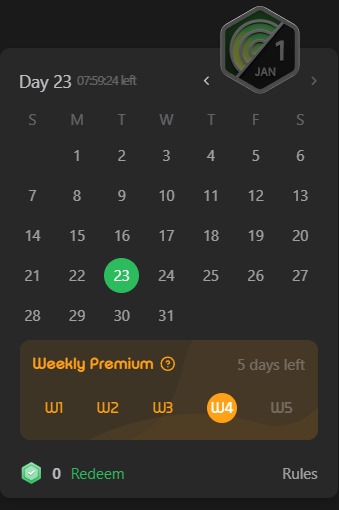 1
JAN
Day 23 07:59:24 left
S M T W T F S
1 2 3 4 5 6
7 8 9 10 11 12 13
14 15 16 17 18 19 20
21 22 23 24 25 26 27
28 29 30 31
Weekly Premium ? 5 days left
W1 W2 W3 W4 W5
0 Redeem Rules